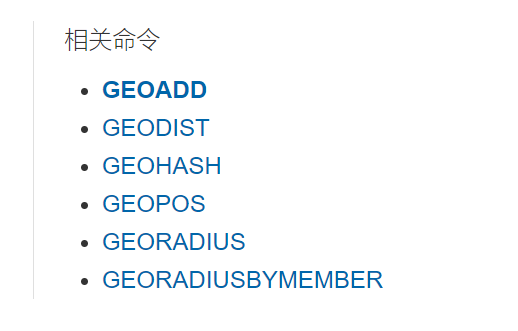 相关命令
GEOADD
GEODIST
GEOHASH
GEOPOS
GEORADIUS
GEORADIUSBYMEMBER